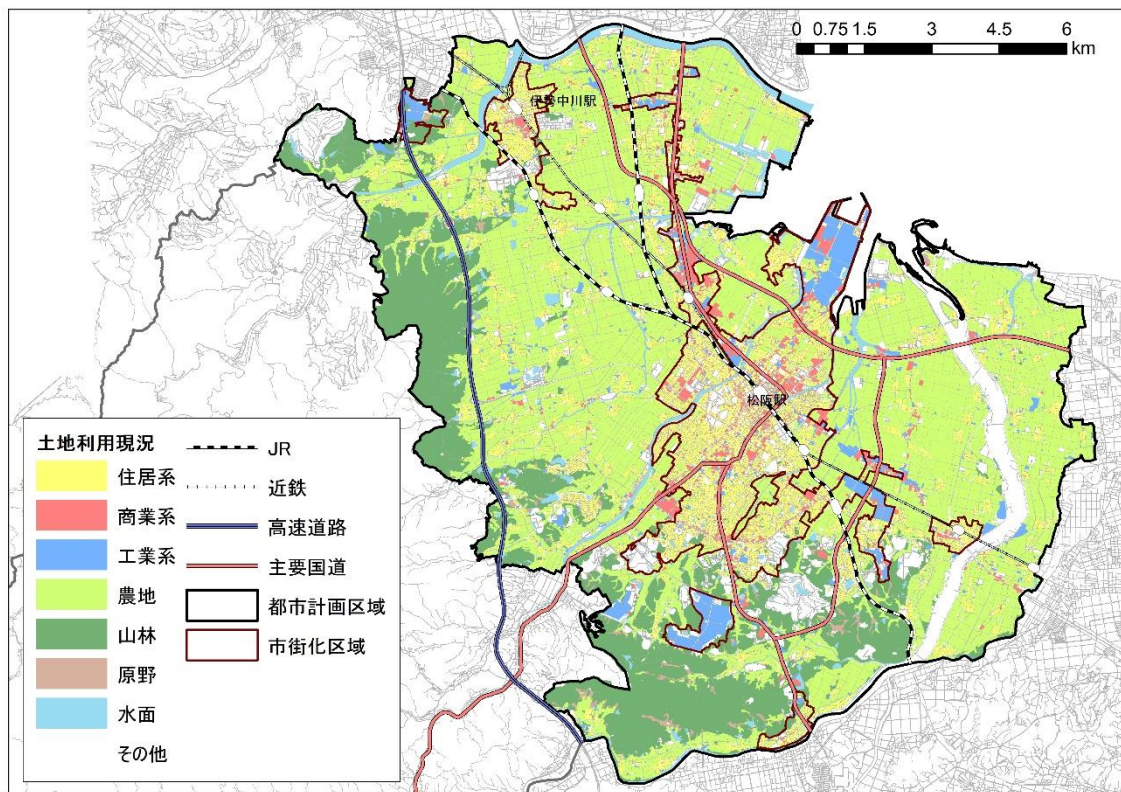 0 0.75 1.5 3 4.5 6
km
伊勢中川駅
松阪駅
土地利用現況
住居系
商業系
工業系
農地
山林
原野
水面
その他
JR
近鉄
高速道路
主要国道
都市計画区域
市街化区域